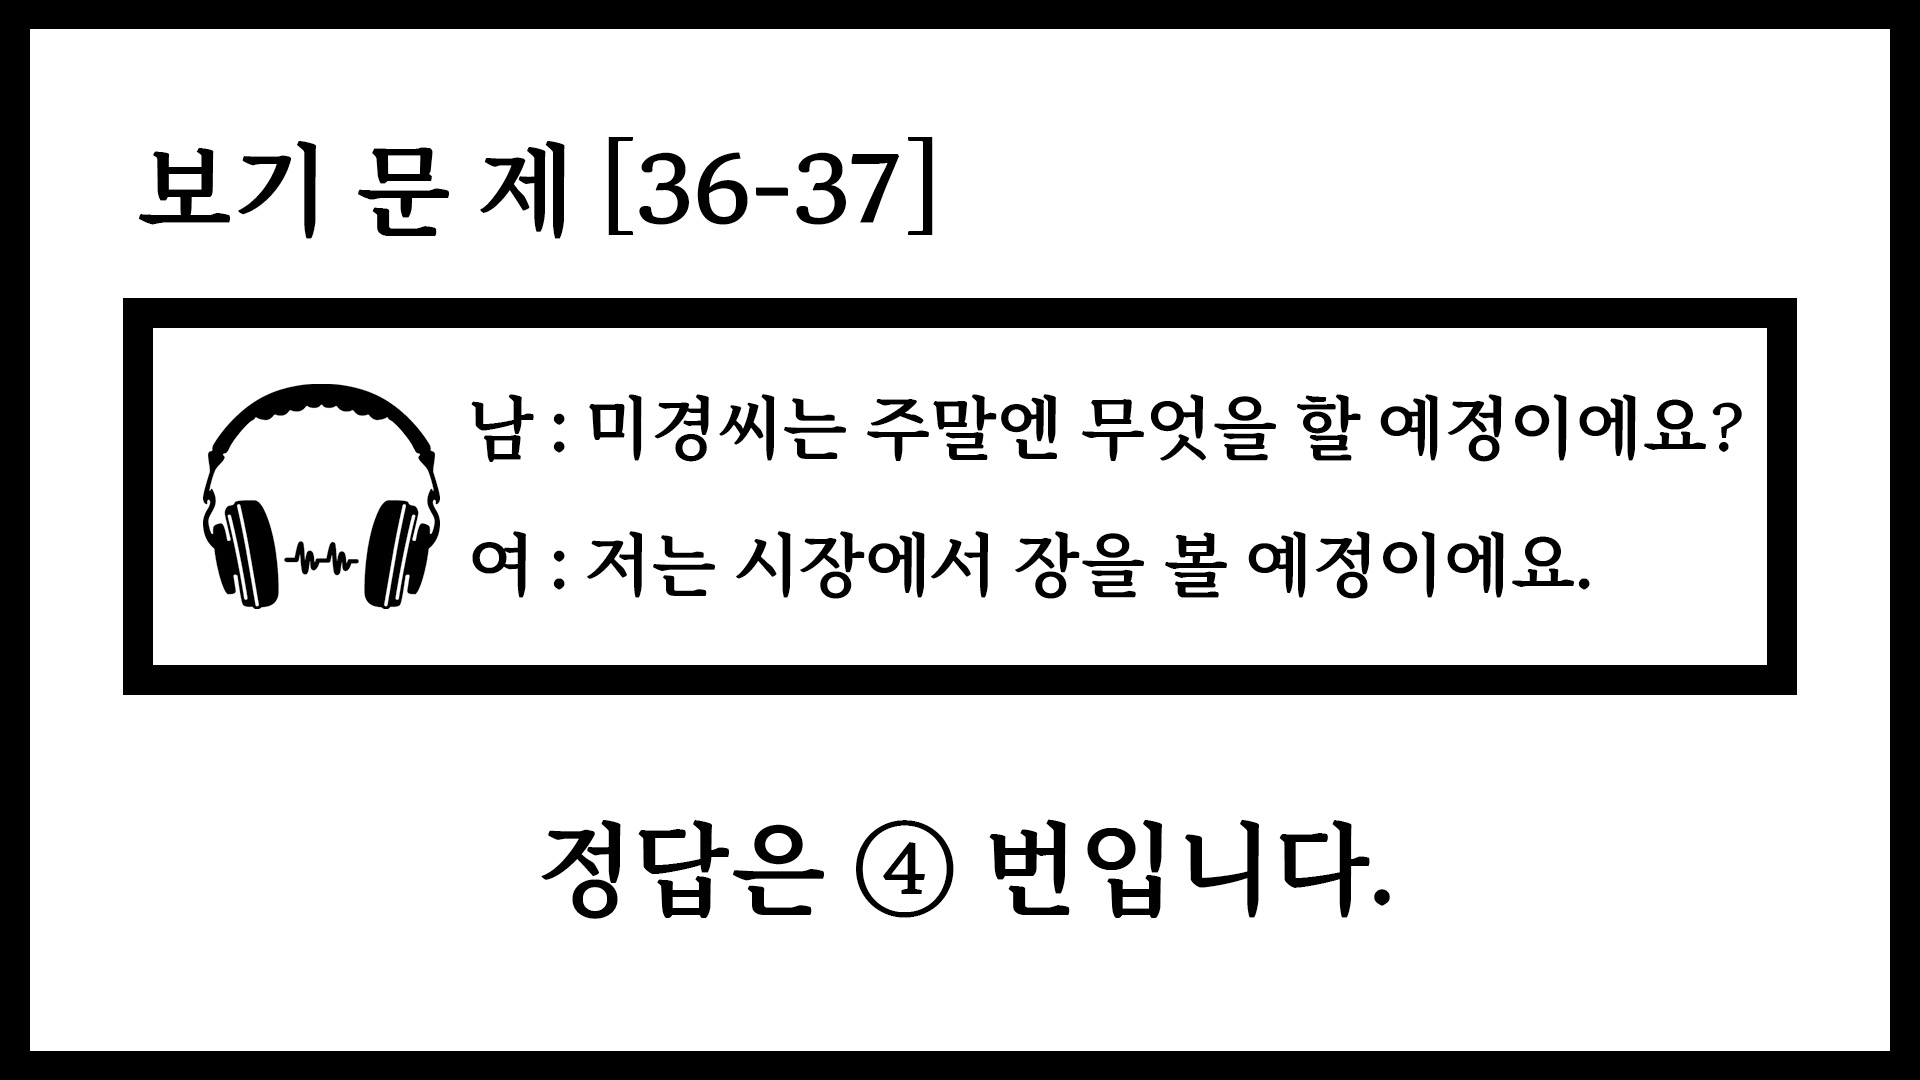 보기 문 제 [36-37]
남 : 미경씨는 주말엔 무엇을 할 예정이에요?
여 : 저는 시장에서 장을 볼 예정이에요.
정답은 ④ 번입니다.